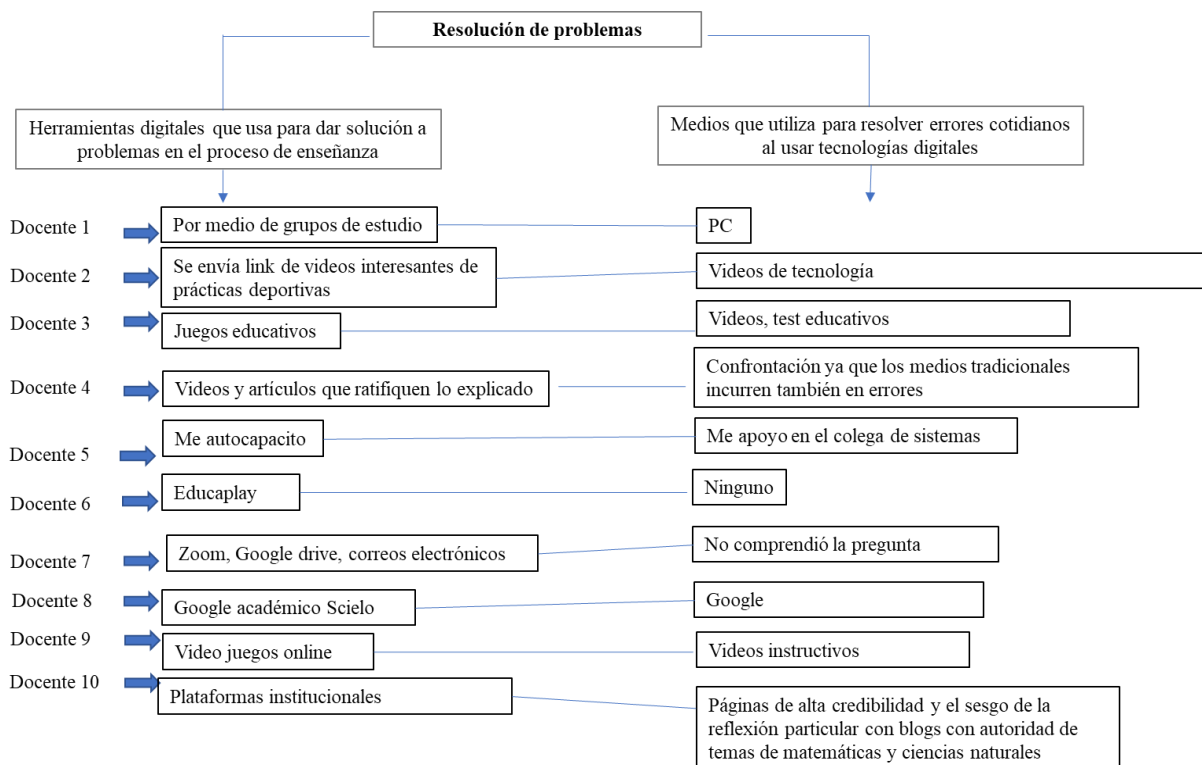 Resolución de problemas
Herramientas digitales que usa para dar solución a
problemas en el proceso de enseñanza
Medios que utiliza para resolver errores cotidianos
al usar tecnologías digitales
Docente 1
Por medio de grupos de estudio
PC
Docente 2
Se envía link de videos interesantes de
prácticas deportivas
Videos de tecnología
Docente 3
Juegos educativos
Videos, test educativos
Docente 4
Videos y artículos que ratifiquen lo explicado
Confrontación ya que los medios tradicionales
incurren también en errores
Docente 5
Me autocapacito
Me apoyo en el colega de sistemas
Docente 6
Educaplay
Ninguno
Docente 7
Zoom, Google drive, correos electrónicos
No comprendió la pregunta
Docente 8
Google académico Scielo
Google
Docente 9
Video juegos online
Videos instructivos
Docente 10
Plataformas institucionales
Páginas de alta credibilidad y el sesgo de la
reflexión particular con blogs con autoridad de
temas de matemáticas y ciencias naturales